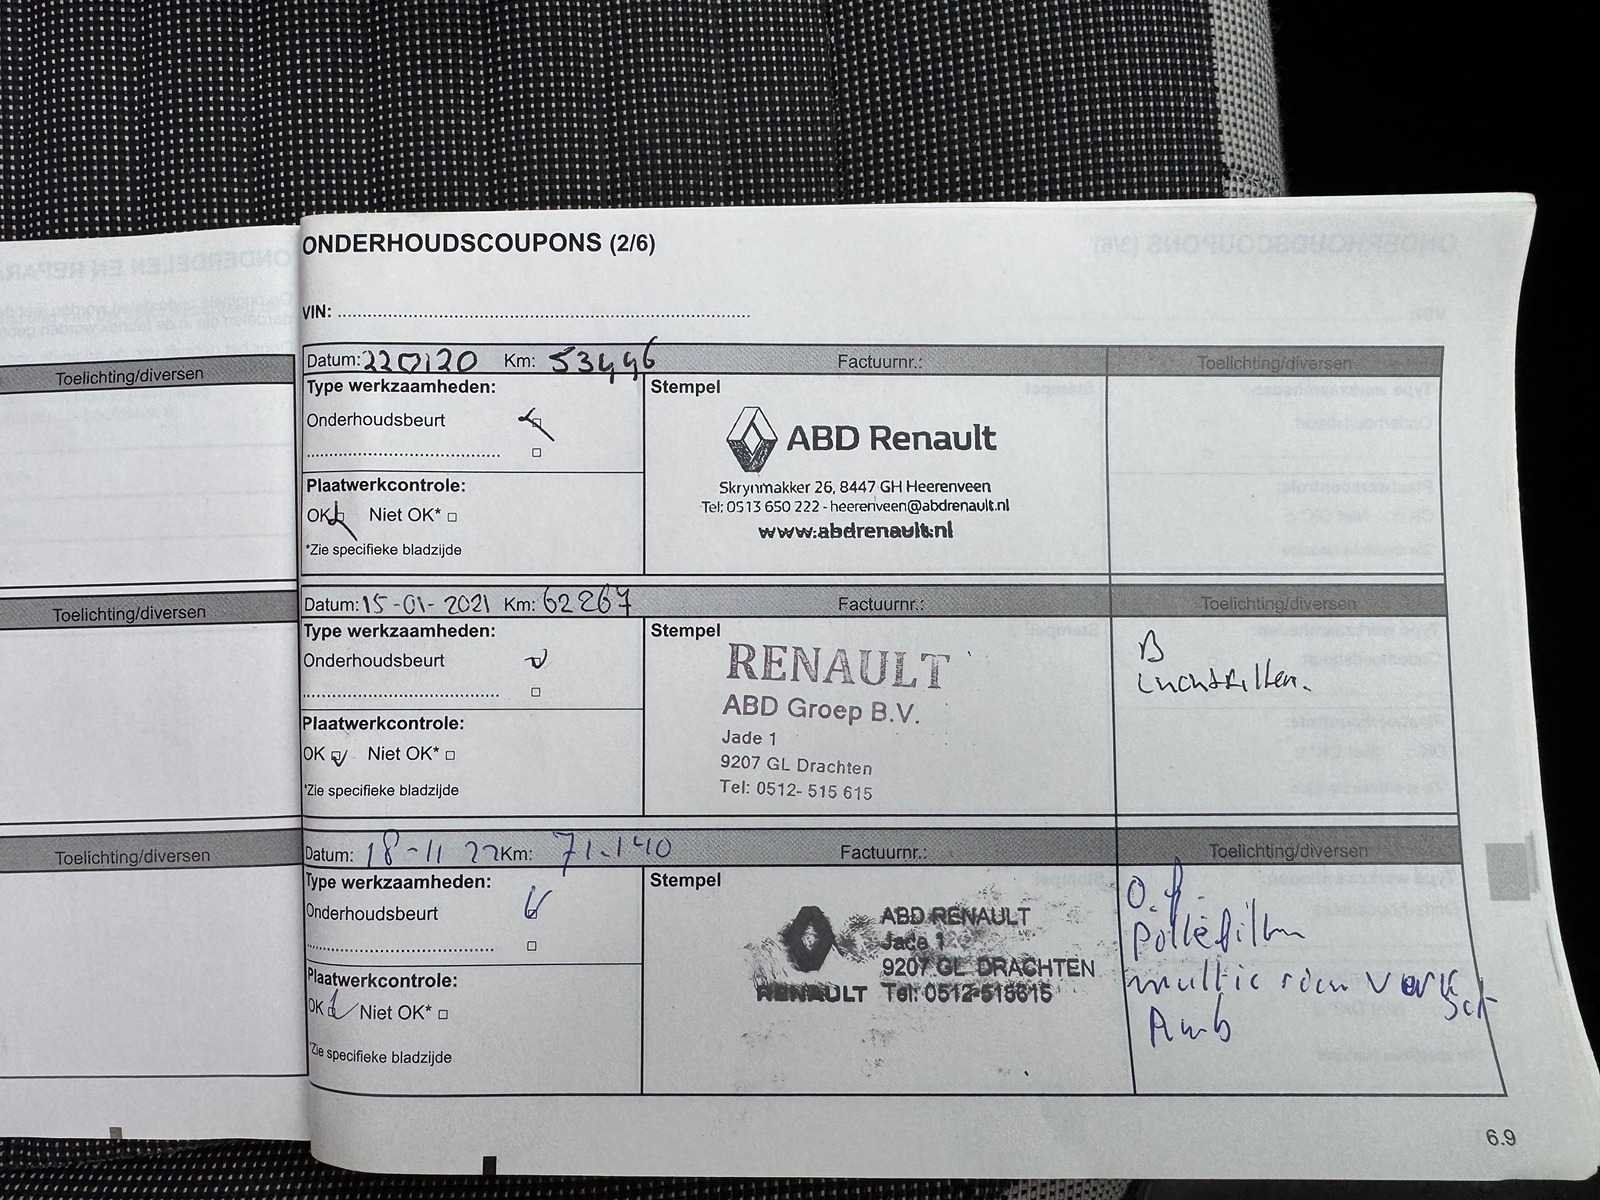 ONDERHOUDSCOUPONS (2/6)
VIN:
Toelichting/diversen
Datum: 220120 Km: 53446 Factuurnr.: Toelichting/diversen
Type werkzaamheden: Stempel
Onderhoudsbeurt
ABD Renault
Plaatwerkcontrole:
Skrynmakker 26, 8447 GH Heerenveen
OK Niet OK*
Tel: 0513 650 222 - heerenveen@abdrenault.nl
www.abdrenault.nl
*Zie specifieke bladzijde
Toelichting/diversen
Datum: 15-01-2021 Km: 62267 Factuurnr.: Toelichting/diversen
Type werkzaamheden: Stempel
Onderhoudsbeurt
RENAULT
B
Luchtfilter.
ABD Groep B.V.
Plaatwerkcontrole:
Jade 1
OK Niet OK*
9207 GL Drachten
*Zie specifieke bladzijde
Tel: 0512- 515 615
Toelichting/diversen
Datum: 18-11 22 Km: 71.140 Factuurnr.: Toelichting/diversen
Type werkzaamheden: Stempel
Onderhoudsbeurt
ABD RENAULT
Jade 1
9207 GL DRACHTEN
RENAULT Tel: 0512-515615
Plaatwerkcontrole:
OK Niet OK*
*Zie specifieke bladzijde
6.9